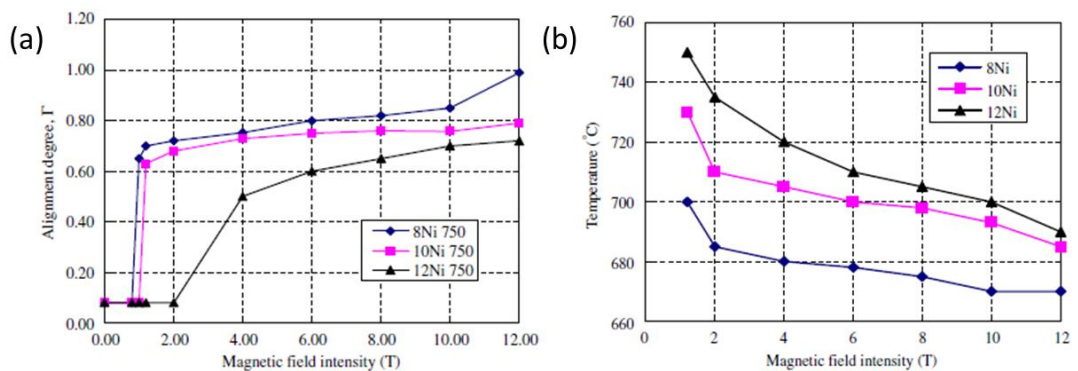 (a)
Alignment degree, Γ
1.20
1.00
0.80
0.60
0.40
0.20
0.00
0.00 2.00 4.00 6.00 8.00 10.00 12.00
Magnetic field intensity (T)
8Ni 750
10Ni 750
12Ni 750
(b)
Temperature (°C)
760
740
720
700
680
660
0 2 4 6 8 10 12
Magnetic field intensity (T)
8Ni
10Ni
12Ni